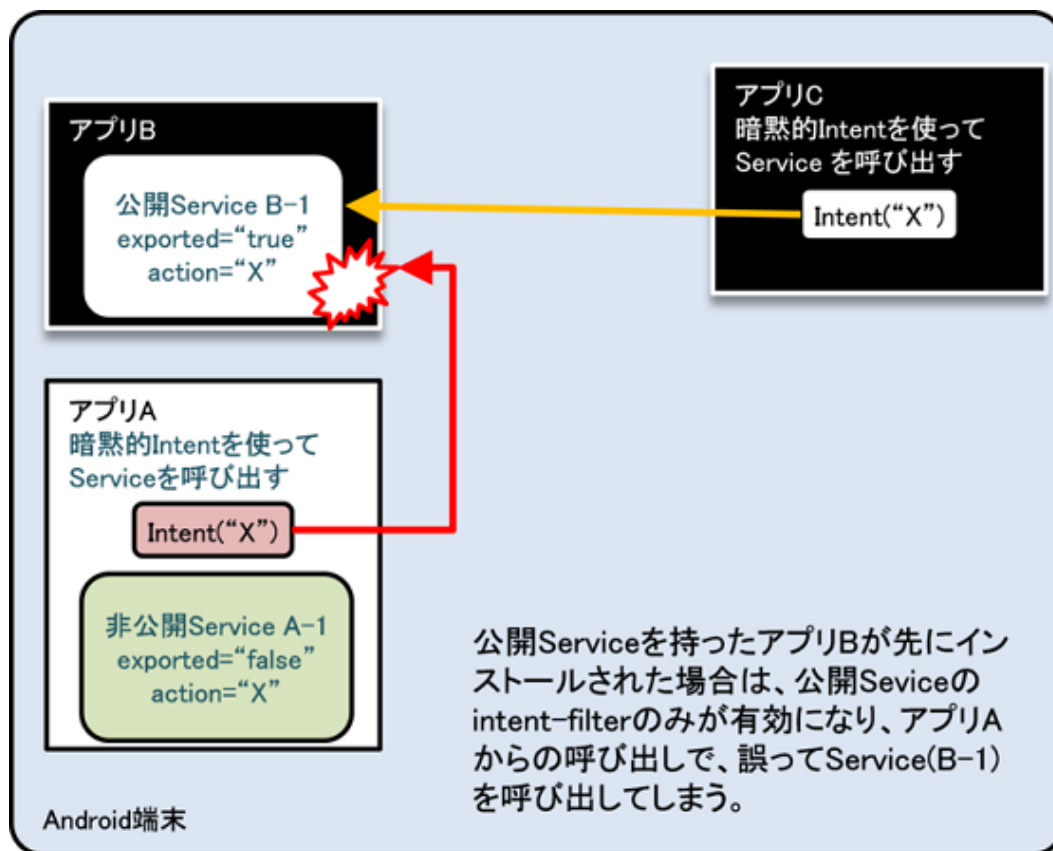 アプリB
公開Service B-1
exported=“true”
action=“X”
アプリC
暗黙的Intentを使って
Service を呼び出す
Intent(“X”)
アプリA
暗黙的Intentを使って
Serviceを呼び出す
Intent(“X”)
非公開Service A-1
exported=“false”
action=“X”
公開Serviceを持ったアプリBが先にイン
ストールされた場合は、公開Seviceの
intent-filterのみが有効になり、アプリA
からの呼び出しで、誤ってService(B-1)
を呼び出してしまう。
Android端末